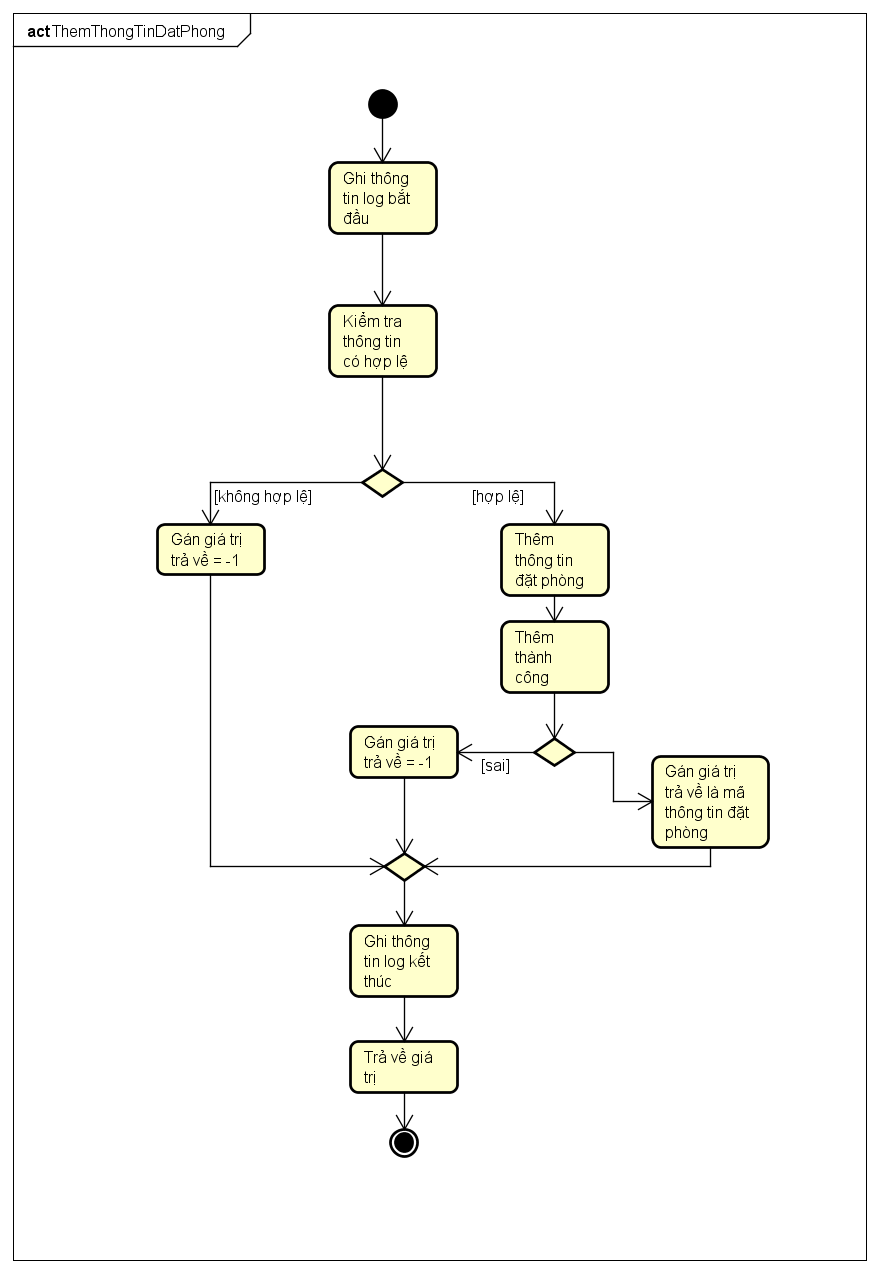 act ThemThongTinDatPhong
Ghi thông
tin log bắt
đầu
Kiểm tra
thông tin
có hợp lệ
[không hợp lệ]
[hợp lệ]
Gán giá trị
trả về = -1
Thêm
thông tin
đặt phòng
Thêm
thành
công
Gán giá trị
trả về = -1
[sai]
Gán giá trị
trả về là mã
thông tin đặt
phòng
Ghi thông
tin log kết
thúc
Trả về giá
trị